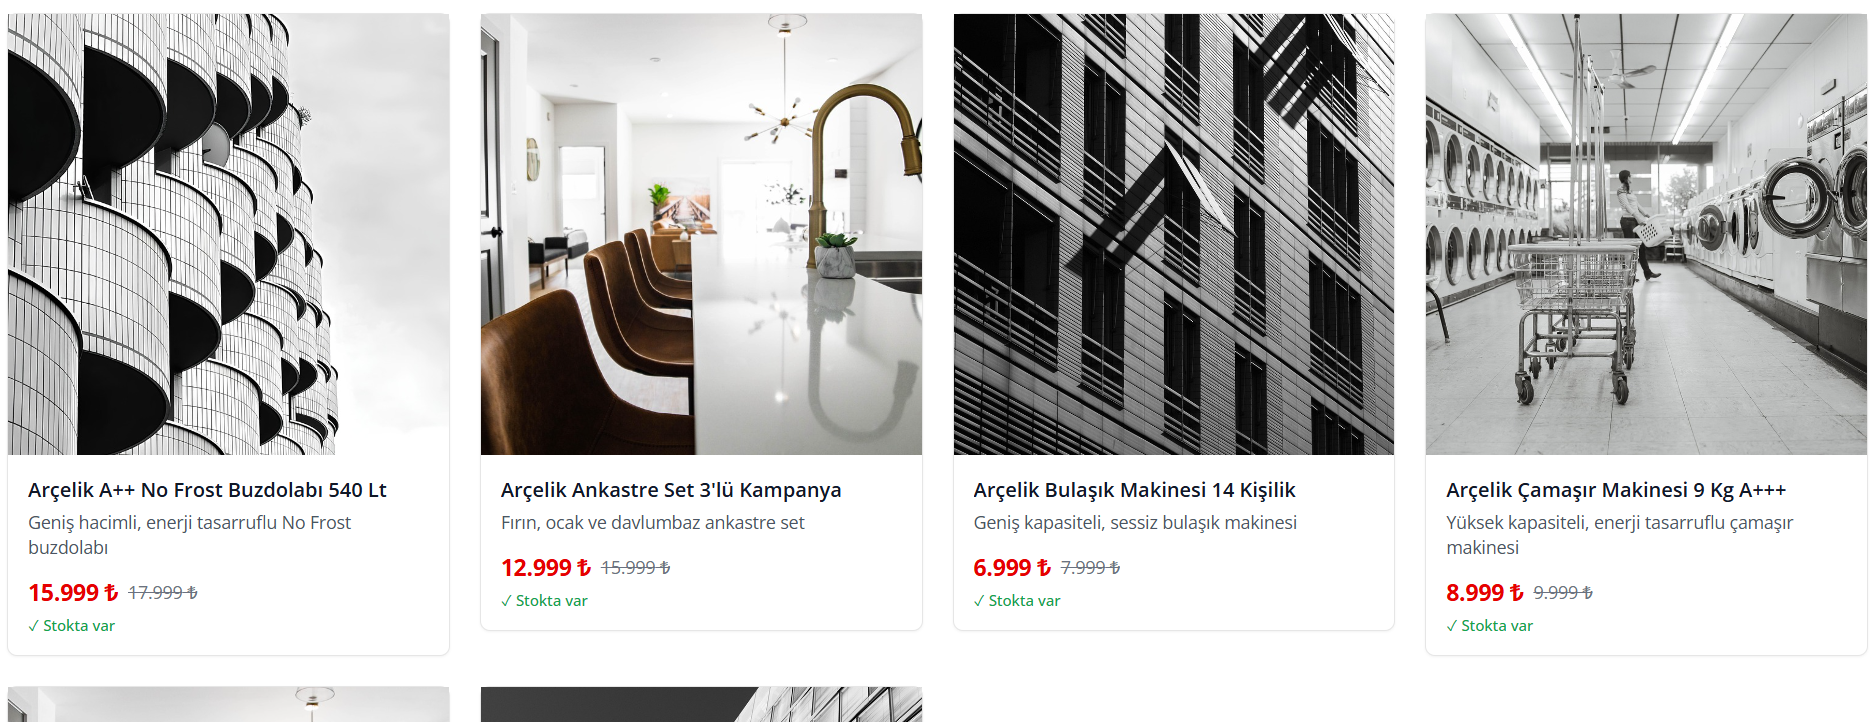 Arçelik A++ No Frost Buzdolabı 540 Lt
Geniş hacimli, enerji tasarruflu No Frost
buzdolabı
15.999 ₺ 17.999 ₺
✓ Stokta var
Arçelik Ankastre Set 3'lü Kampanya
Fırın, ocak ve davlumbaz ankastre set
12.999 ₺ 15.999 ₺
✓ Stokta var
Arçelik Bulaşık Makinesi 14 Kişilik
Geniş kapasiteli, sessiz bulaşık makinesi
6.999 ₺ 7.999 ₺
✓ Stokta var
Arçelik Çamaşır Makinesi 9 Kg A+++
Yüksek kapasiteli, enerji tasarruflu çamaşır
makinesi
8.999 ₺ 9.999 ₺
✓ Stokta var